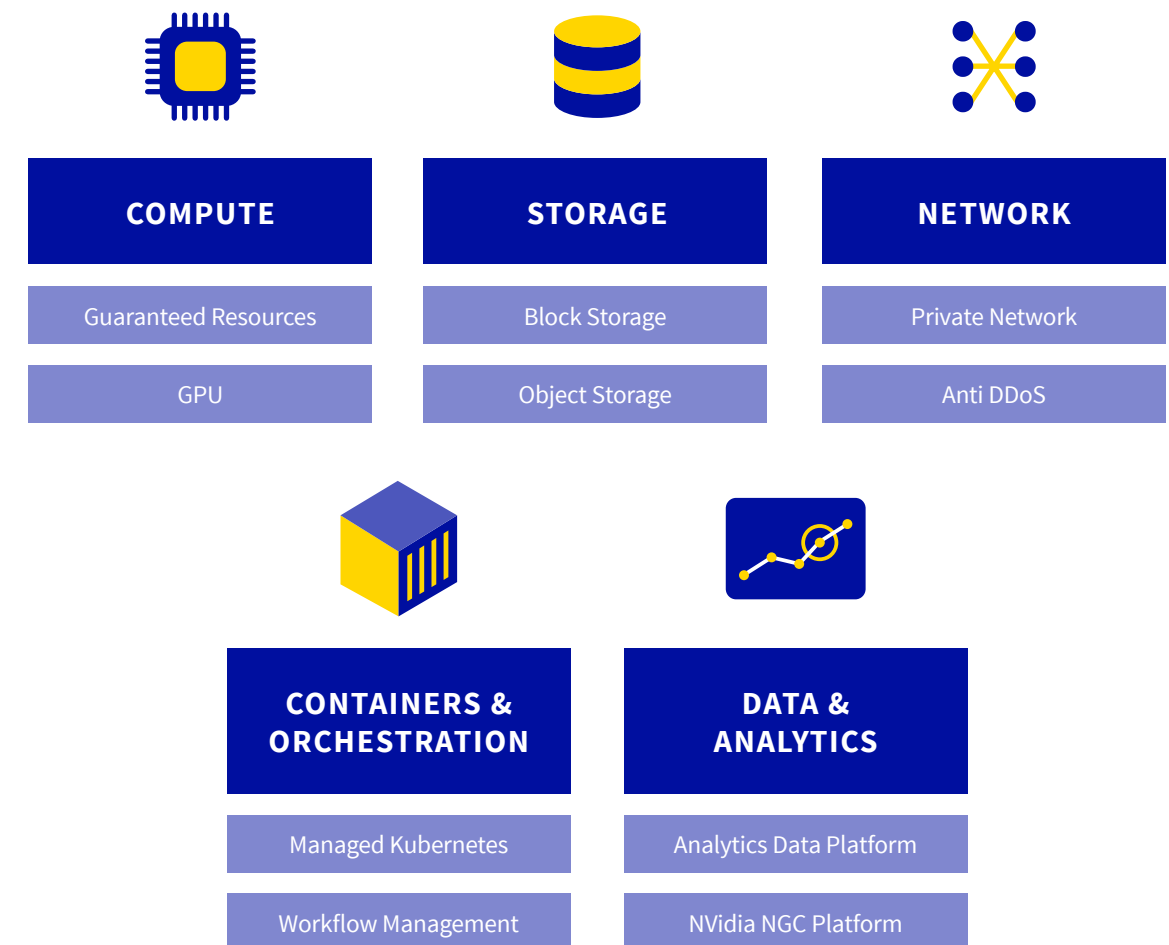 COMPUTE
STORAGE
NETWORK
Guaranteed Resources
Block Storage
Private Network
GPU
Object Storage
Anti DDoS
CONTAINERS &
ORCHESTRATION
DATA &
ANALYTICS
Managed Kubernetes
Analytics Data Platform
Workflow Management
NVidia NGC Platform